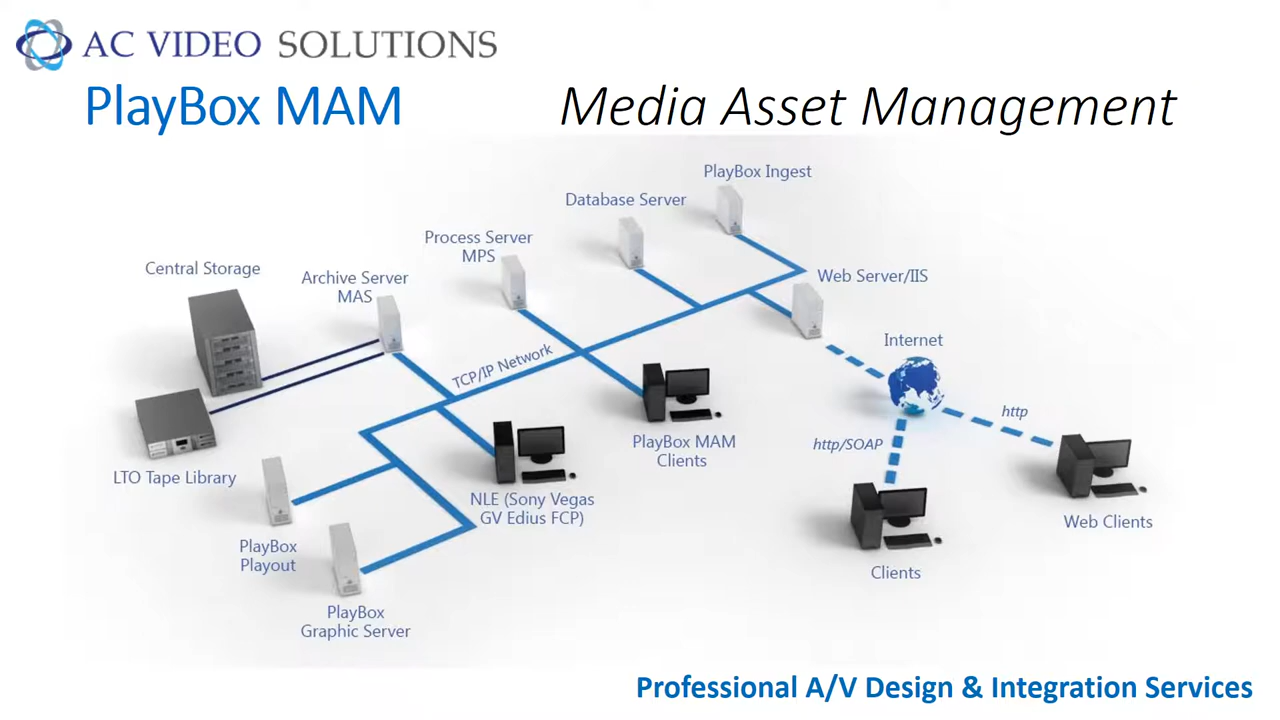 AC VIDEO SOLUTIONS
PlayBox MAM
Media Asset Management
PlayBox Ingest
Database Server
Process Server
MPS
Central Storage
Archive Server
MAS
Web Server/IIS
Internet
TCP/IP Network
http
http/SOAP
PlayBox MAM
Clients
LTO Tape Library
NLE (Sony Vegas
GV Edius FCP)
Web Clients
PlayBox
Playout
Clients
PlayBox
Graphic Server
Professional A/V Design & Integration Services